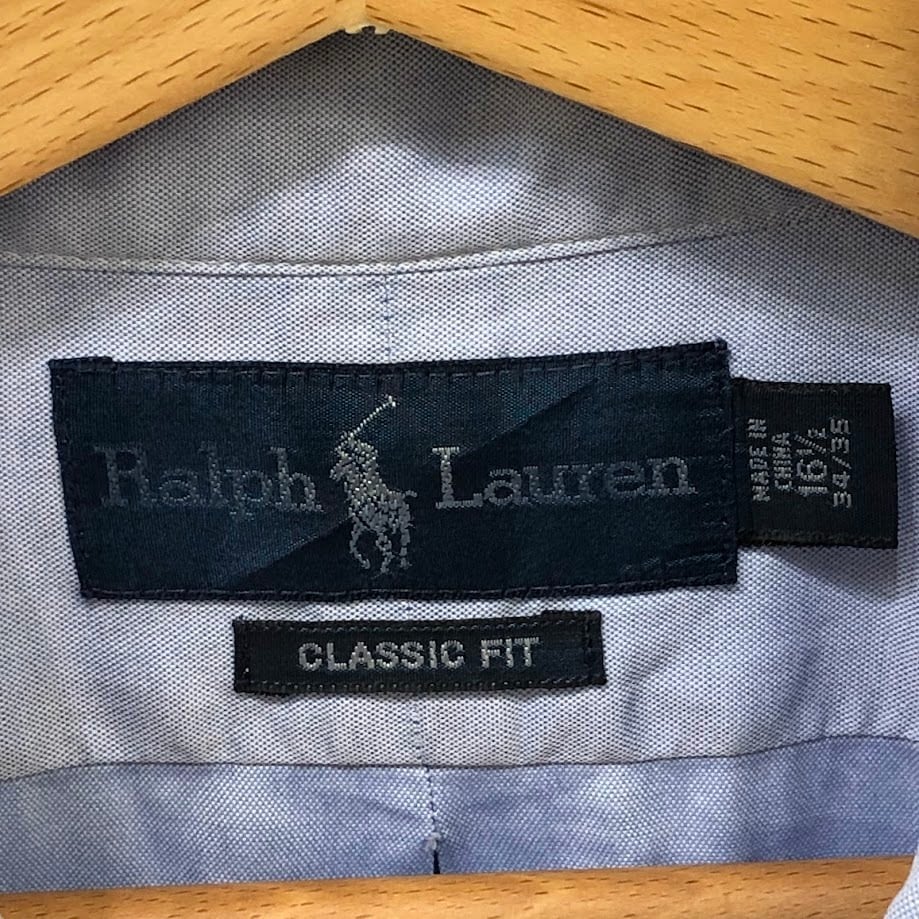 Ralph Lauren
MADE IN
CHINA
16½
34/35
CLASSIC FIT